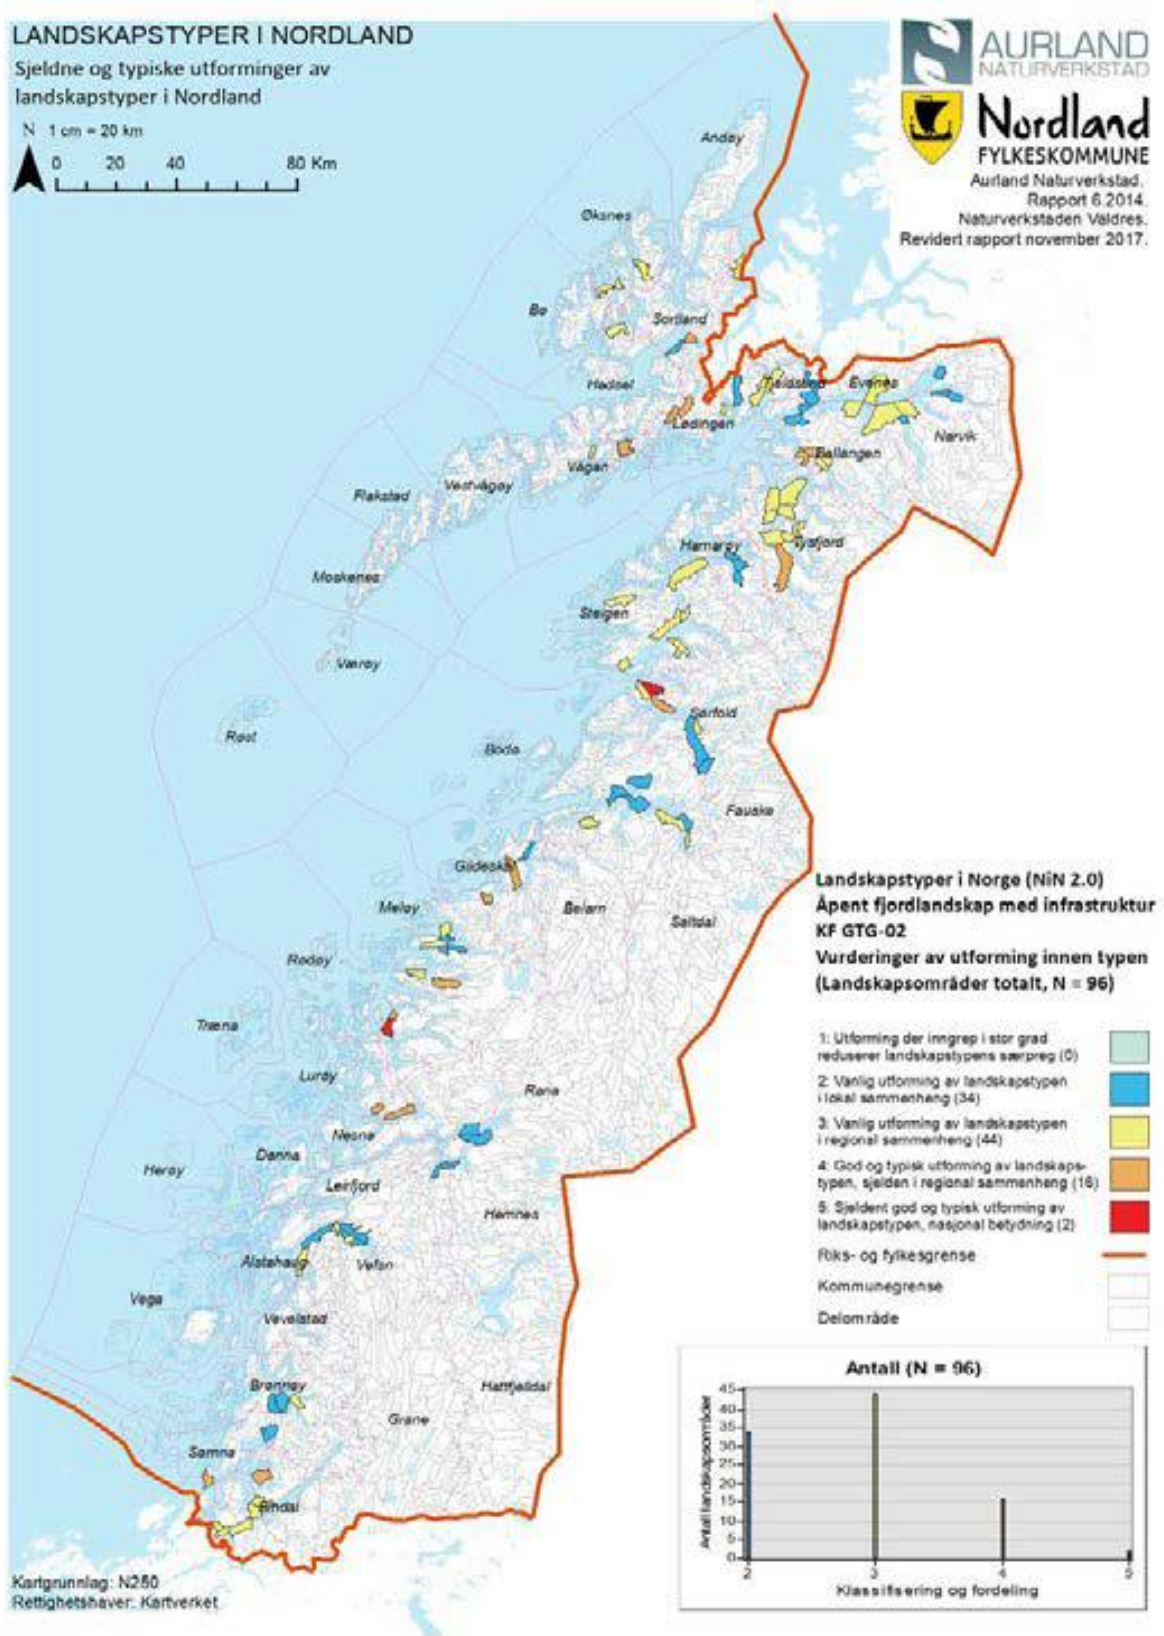 LANDSKAPSTYPER I NORDLAND
Sjeldne og typiske utforminger av
landskapstyper i Nordland
N 1 cm = 20 km
0 20 40 80 Km
AURLAND
NATURVERKSTAD
Nordland
FYLKESKOMMUNE
Aurland Naturverkstad.
Rapport 6.2014.
Naturverkstaden Valdres.
Revidert rapport november 2017.
Andøy
Øksnes
Bø
Sortland
Hadsel
Tjeldsund
Evenes
Lødingen
Narvik
Ballangen
Vågan
Vestvågøy
Flakstad
Hamarøy
Tysfjord
Moskenes
Steigen
Værøy
Sørfold
Røst
Bodø
Fauske
Gildeskål
Beiarn
Saltdal
Meløy
Rødøy
Træna
Lurøy
Rana
Nesna
Dønna
Herøy
Leirfjord
Hemnes
Alstahaug
Vefsn
Vega
Vevelstad
Brønnøy
Hattfjelldal
Grane
Sømna
Bindal
Landskapstyper i Norge (NiN 2.0)
Åpent fjordlandskap med infrastruktur
KF GTG-02
Vurderinger av utforming innen typen
(Landskapsområder totalt, N = 96)
1: Utforming der inngrep i stor grad
reduserer landskapstypens særpreg (0)
2: Vanlig utforming av landskapstypen
i lokal sammenheng (34)
3: Vanlig utforming av landskapstypen
i regional sammenheng (44)
4: God og typisk utforming av landskaps-
typen, sjelden i regional sammenheng (16)
5: Sjeldent god og typisk utforming av
landskapstypen, nasjonal betydning (2)
Riks- og fylkesgrense
Kommunegrense
Delområde
Antall (N = 96)
Antall landskapsområder
45
40
35
30
25
20
15
10
5
0
2 3 4 5
Klassifisering og fordeling
Kartgrunnlag: N250
Rettighetshaver: Kartverket